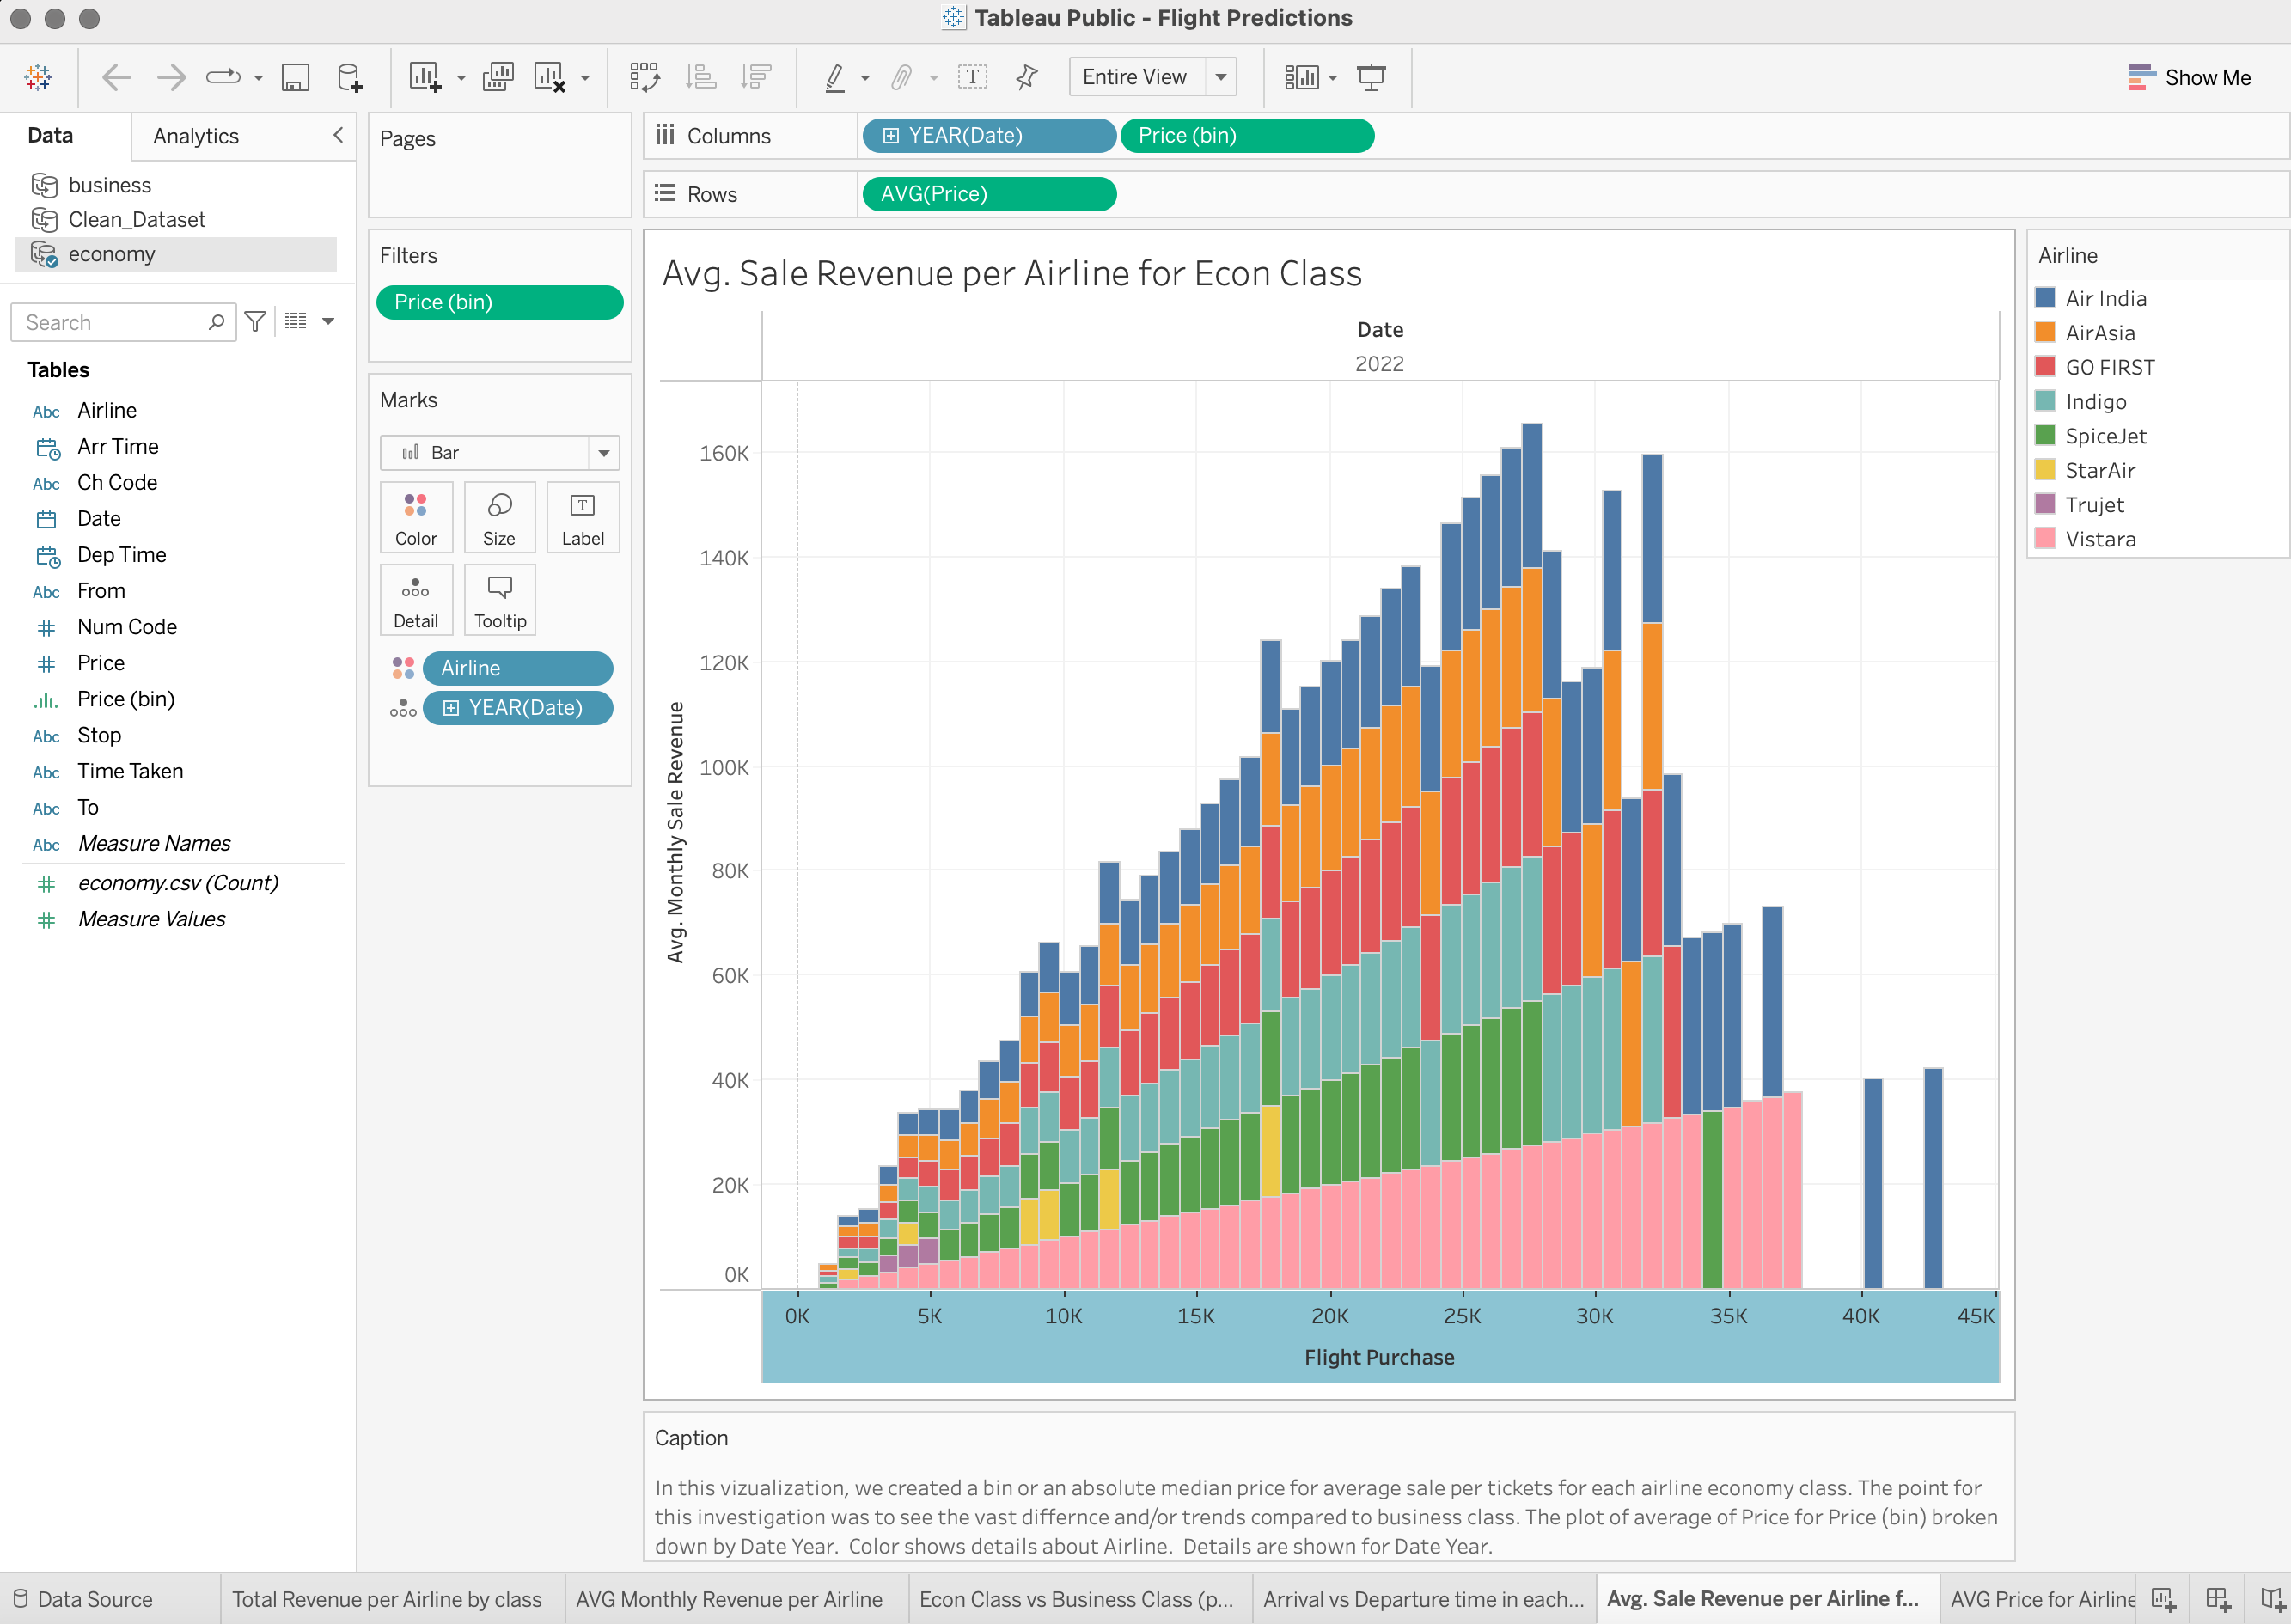 Tableau Public - Flight Predictions
Entire View
Show Me
Data
Analytics
business
Clean_Dataset
economy
Search
Tables
Abc Airline
Arr Time
Abc Ch Code
Date
Dep Time
Abc From
Num Code
Price
Price (bin)
Abc Stop
Abc Time Taken
Abc To
Abc Measure Names
economy.csv (Count)
Measure Values
Pages
Filters
Price (bin)
Marks
Bar
Color
Size
T
Label
Detail
Tooltip
Airline
YEAR(Date)
Columns
YEAR(Date)
Price (bin)
Rows
AVG(Price)
Avg. Sale Revenue per Airline for Econ Class
Date
2022
Avg. Monthly Sale Revenue
160K
140K
120K
100K
80K
60K
40K
20K
0K
0K 5K 10K 15K 20K 25K 30K 35K 40K 45K
Flight Purchase
Airline
Air India
AirAsia
GO FIRST
Indigo
SpiceJet
StarAir
Trujet
Vistara
Caption
In this vizualization, we created a bin or an absolute median price for average sale per tickets for each airline economy class. The point for
this investigation was to see the vast differnce and/or trends compared to business class. The plot of average of Price for Price (bin) broken
down by Date Year.  Color shows details about Airline.  Details are shown for Date Year.
Data Source
Total Revenue per Airline by class
AVG Monthly Revenue per Airline
Econ Class vs Business Class (p...
Arrival vs Departure time in each...
Avg. Sale Revenue per Airline f...
AVG Price for Airline